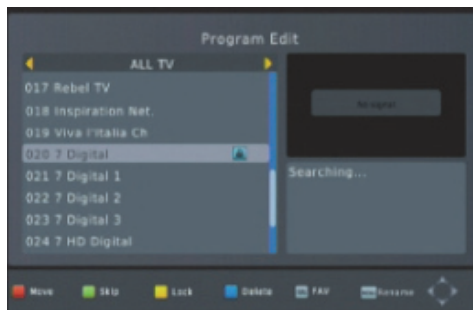 Program Edit
ALL TV
017 Rebel TV
018 Inspiration Net.
019 Viva l'Italia Ch
020 7 Digital
021 7 Digital 1
022 7 Digital 2
023 7 Digital 3
024 7 HD Digital
No signal
Searching...
Move Skip Lock Delete FAV Rename